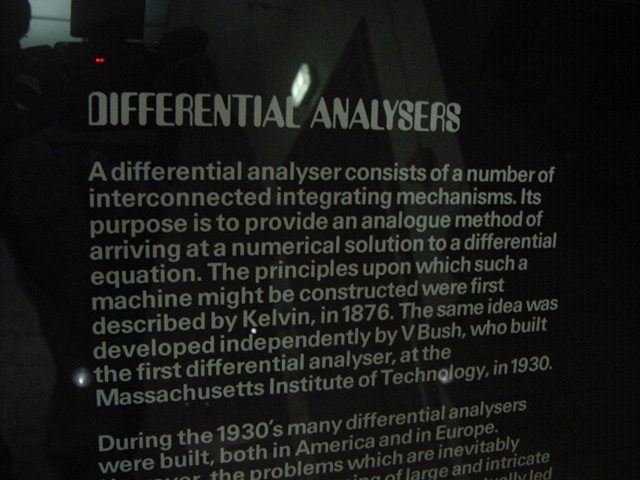 DIFFERENTIAL ANALYSERS
A differential analyser consists of a number of
interconnected integrating mechanisms. Its
purpose is to provide an analogue method of
arriving at a numerical solution to a differential
equation. The principles upon which such a
machine might be constructed were first
described by Kelvin, in 1876. The same idea was
developed independently by V Bush, who built
the first differential analyser, at the
Massachusetts Institute of Technology, in 1930.
During the 1930's many differential analysers
were built, both in America and in Europe.
the problems which are inevitably
of large and intricate
led